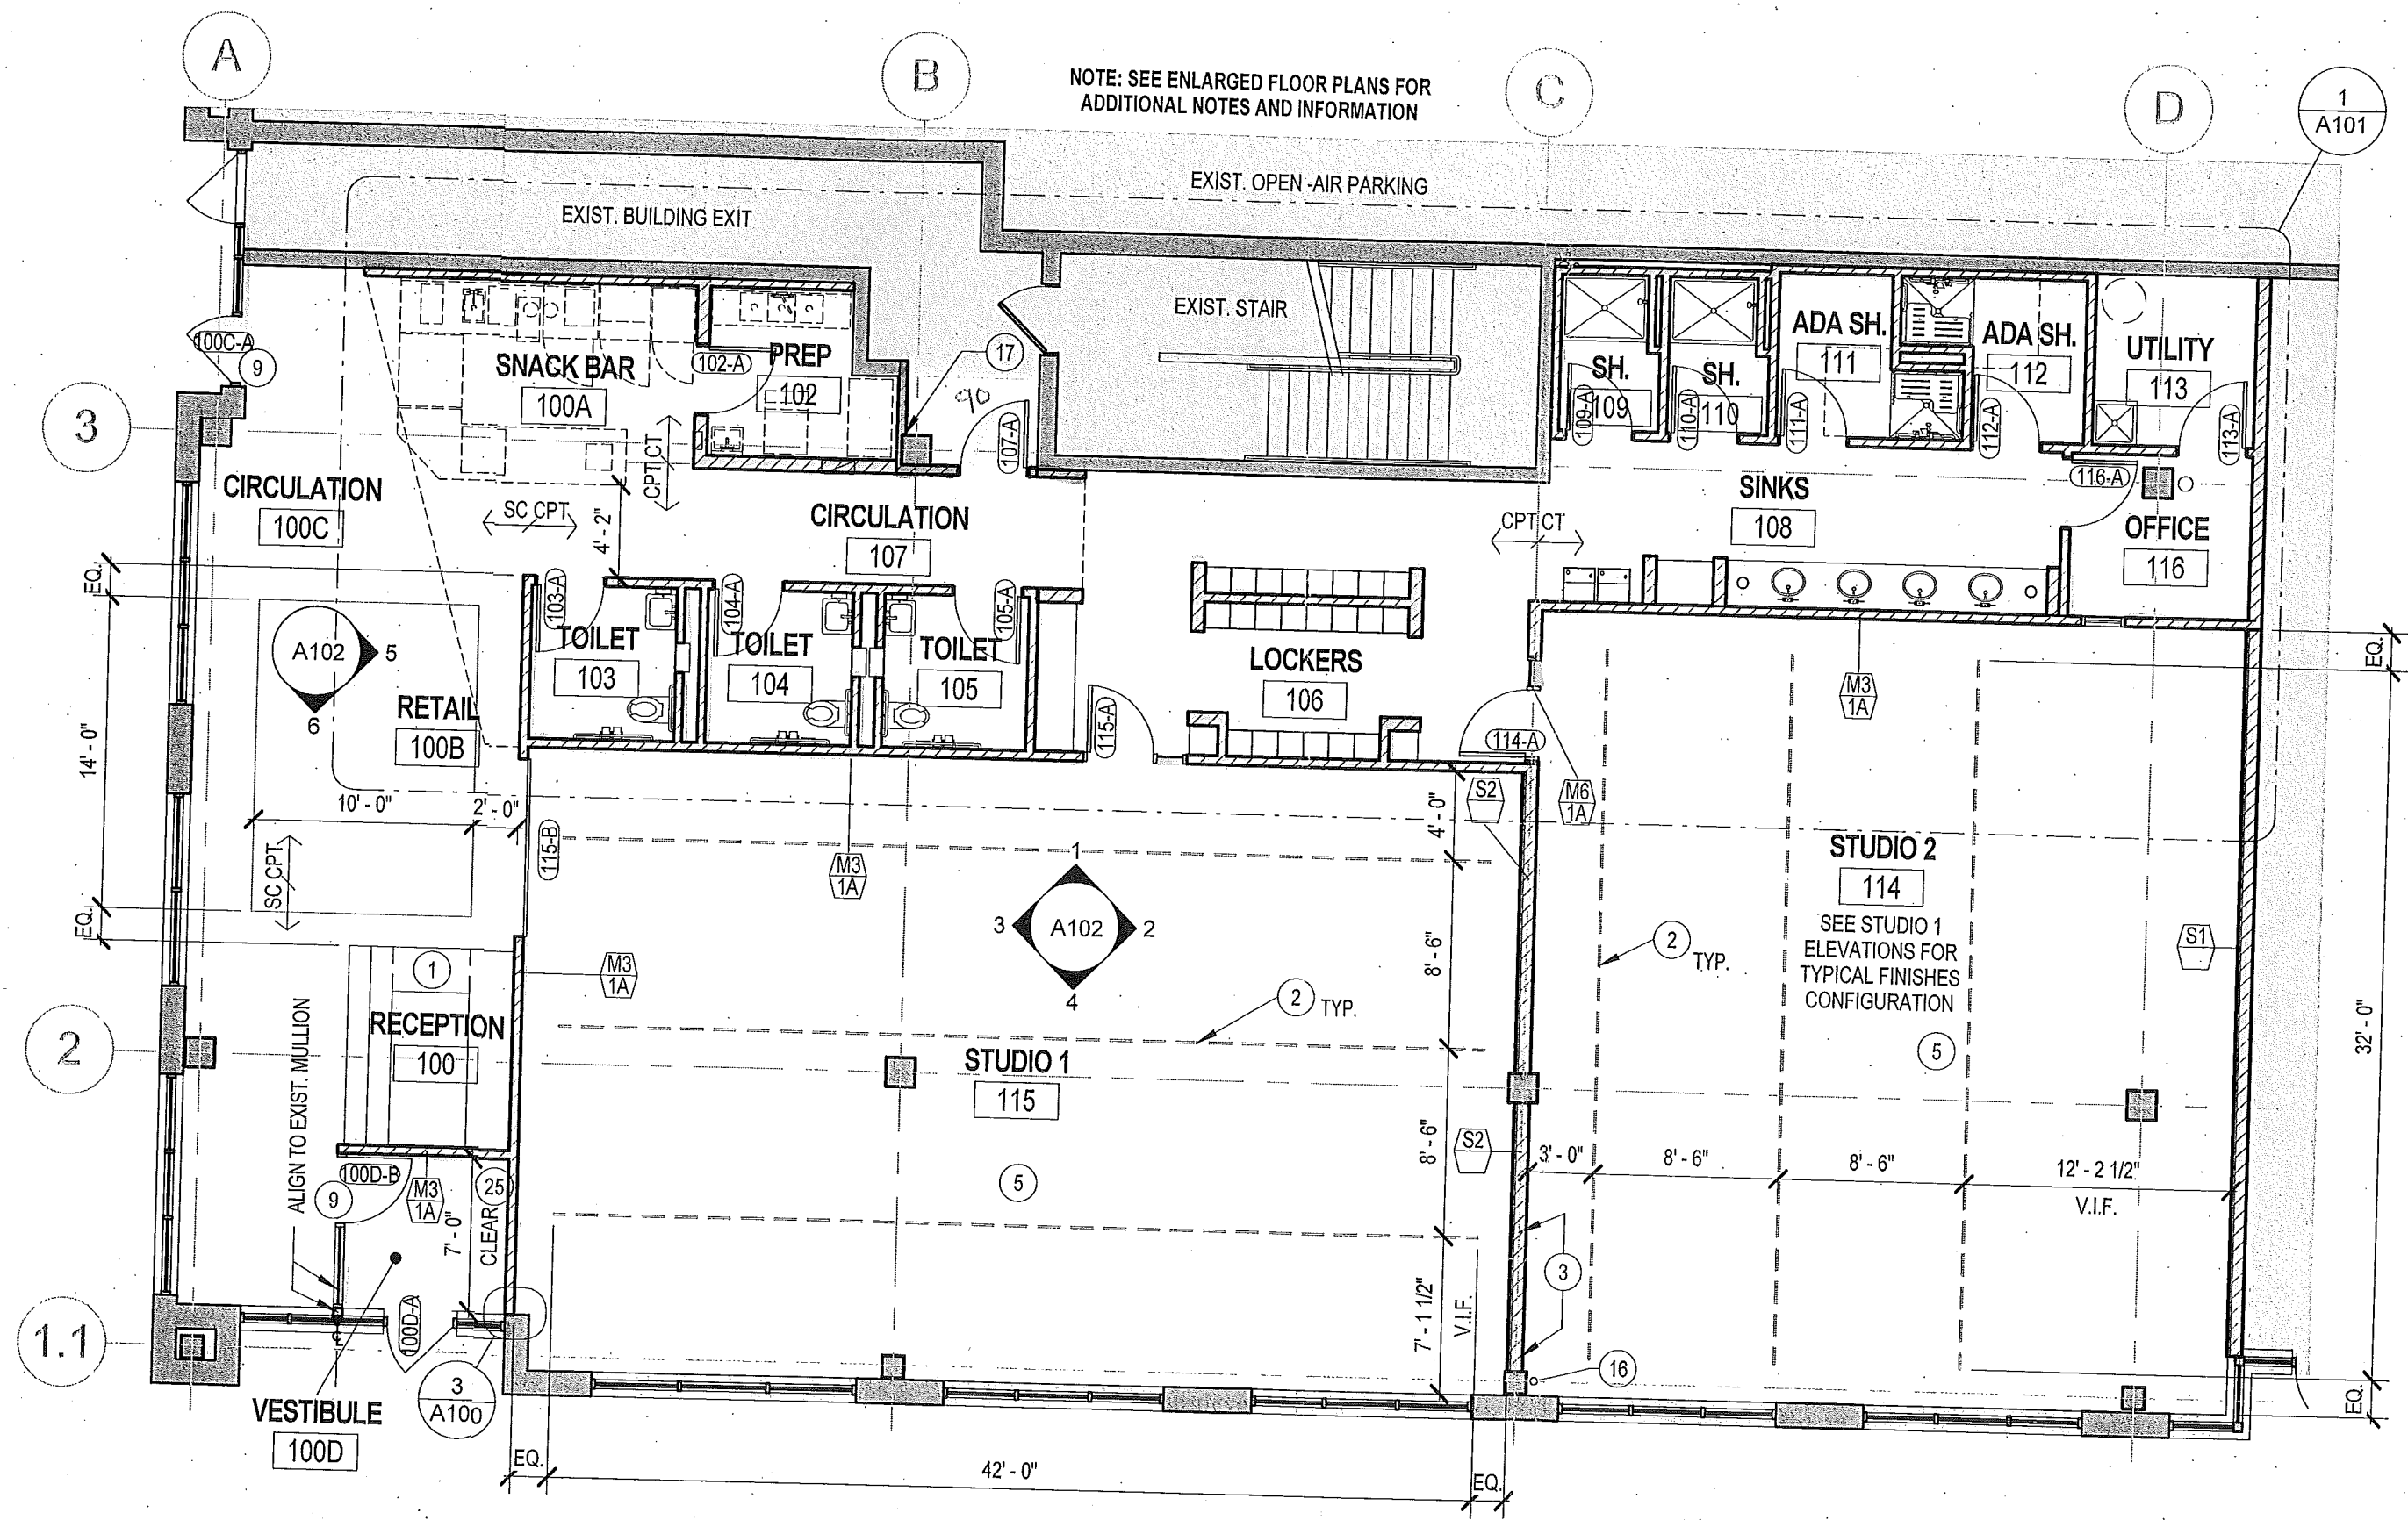 A
B
C
D
NOTE: SEE ENLARGED FLOOR PLANS FOR
ADDITIONAL NOTES AND INFORMATION
1
A101
EXIST. OPEN -AIR PARKING
EXIST. BUILDING EXIT
EXIST. STAIR
100C-A
9
SNACK BAR
100A
102-A
PREP
102
17
90
107-A
SH.
109
109-A
SH.
110
110-A
ADA SH.
111
111-A
ADA SH.
112
112-A
UTILITY
113
113-A
3
CIRCULATION
100C
SC CPT
CPT CT
4' - 2"
CIRCULATION
107
CPT CT
SINKS
108
116-A
OFFICE
116
EQ.
14' - 0"
EQ.
A102
5
6
RETAIL
100B
10' - 0"
2' - 0"
SC CPT
103-A
TOILET
103
104-A
TOILET
104
105-A
TOILET
105
LOCKERS
106
115-A
114-A
M3
1A
EQ.
S2
M6
1A
4' - 0"
115-B
M3
1A
1
3
A102
2
4
STUDIO 2
114
SEE STUDIO 1
ELEVATIONS FOR
TYPICAL FINISHES
CONFIGURATION
2
TYP.
S1
8' - 6"
M3
1A
1
RECEPTION
100
ALIGN TO EXIST. MULLION
2
2
TYP.
STUDIO 1
115
5
32' - 0"
S2
8' - 6"
3' - 0"
8' - 6"
8' - 6"
12' - 2 1/2"
V.I.F.
100D-B
9
M3
1A
25
7' - 0"
CLEAR
5
3
7' - 1 1/2"
V.I.F.
1.1
100D-A
C
L
3
A100
16
EQ.
VESTIBULE
100D
EQ.
42' - 0"
EQ.